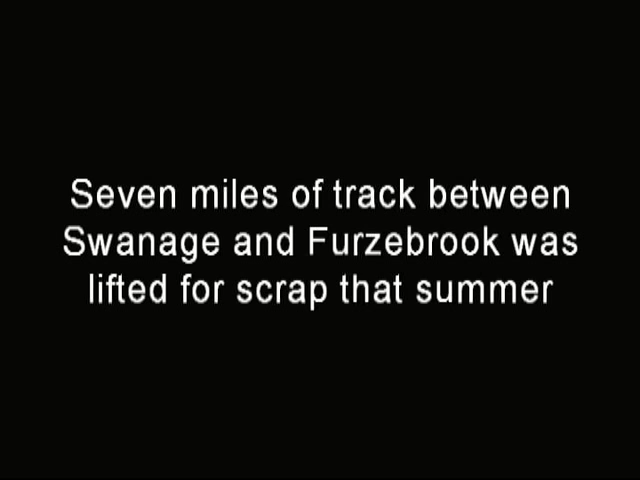 Seven miles of track between
Swanage and Furzebrook was
lifted for scrap that summer